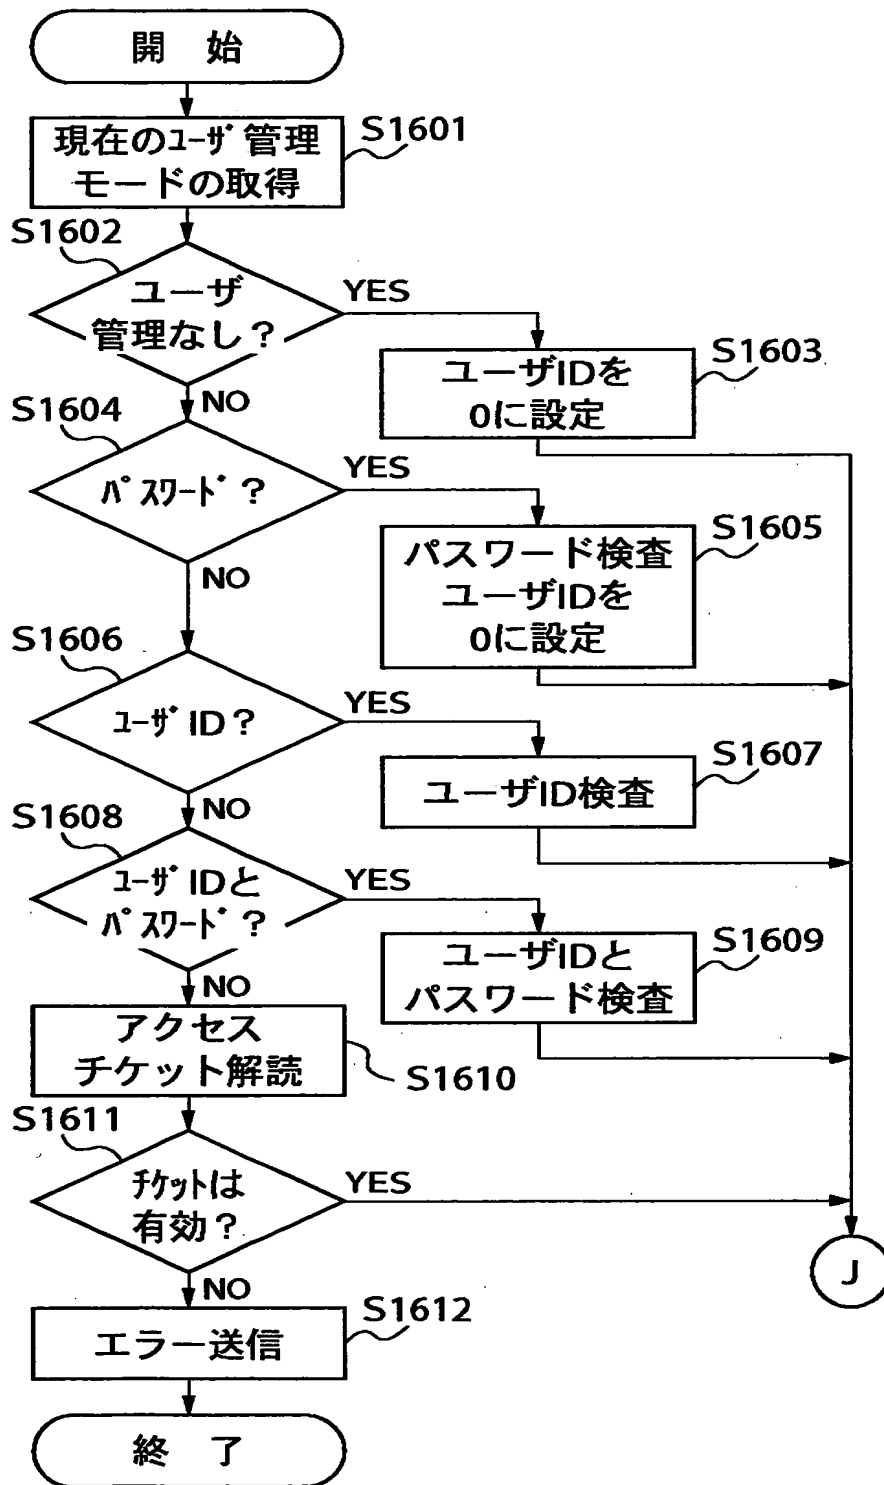 開 始
現在のﾕｰｻﾞ管理
モードの取得
S1601
S1602
ユーザ
管理なし?
YES
NO
ユーザIDを
0に設定
S1603
S1604
ﾊﾟｽﾜｰﾄﾞ?
YES
NO
パスワード検査
ユーザIDを
0に設定
S1605
S1606
ﾕｰｻﾞID?
YES
NO
ユーザID検査
S1607
S1608
ﾕｰｻﾞIDと
ﾊﾟｽﾜｰﾄﾞ?
YES
NO
ユーザIDと
パスワード検査
S1609
アクセス
チケット解読
S1610
S1611
ﾁｹｯﾄは
有効?
YES
NO
J
エラー送信
S1612
終 了